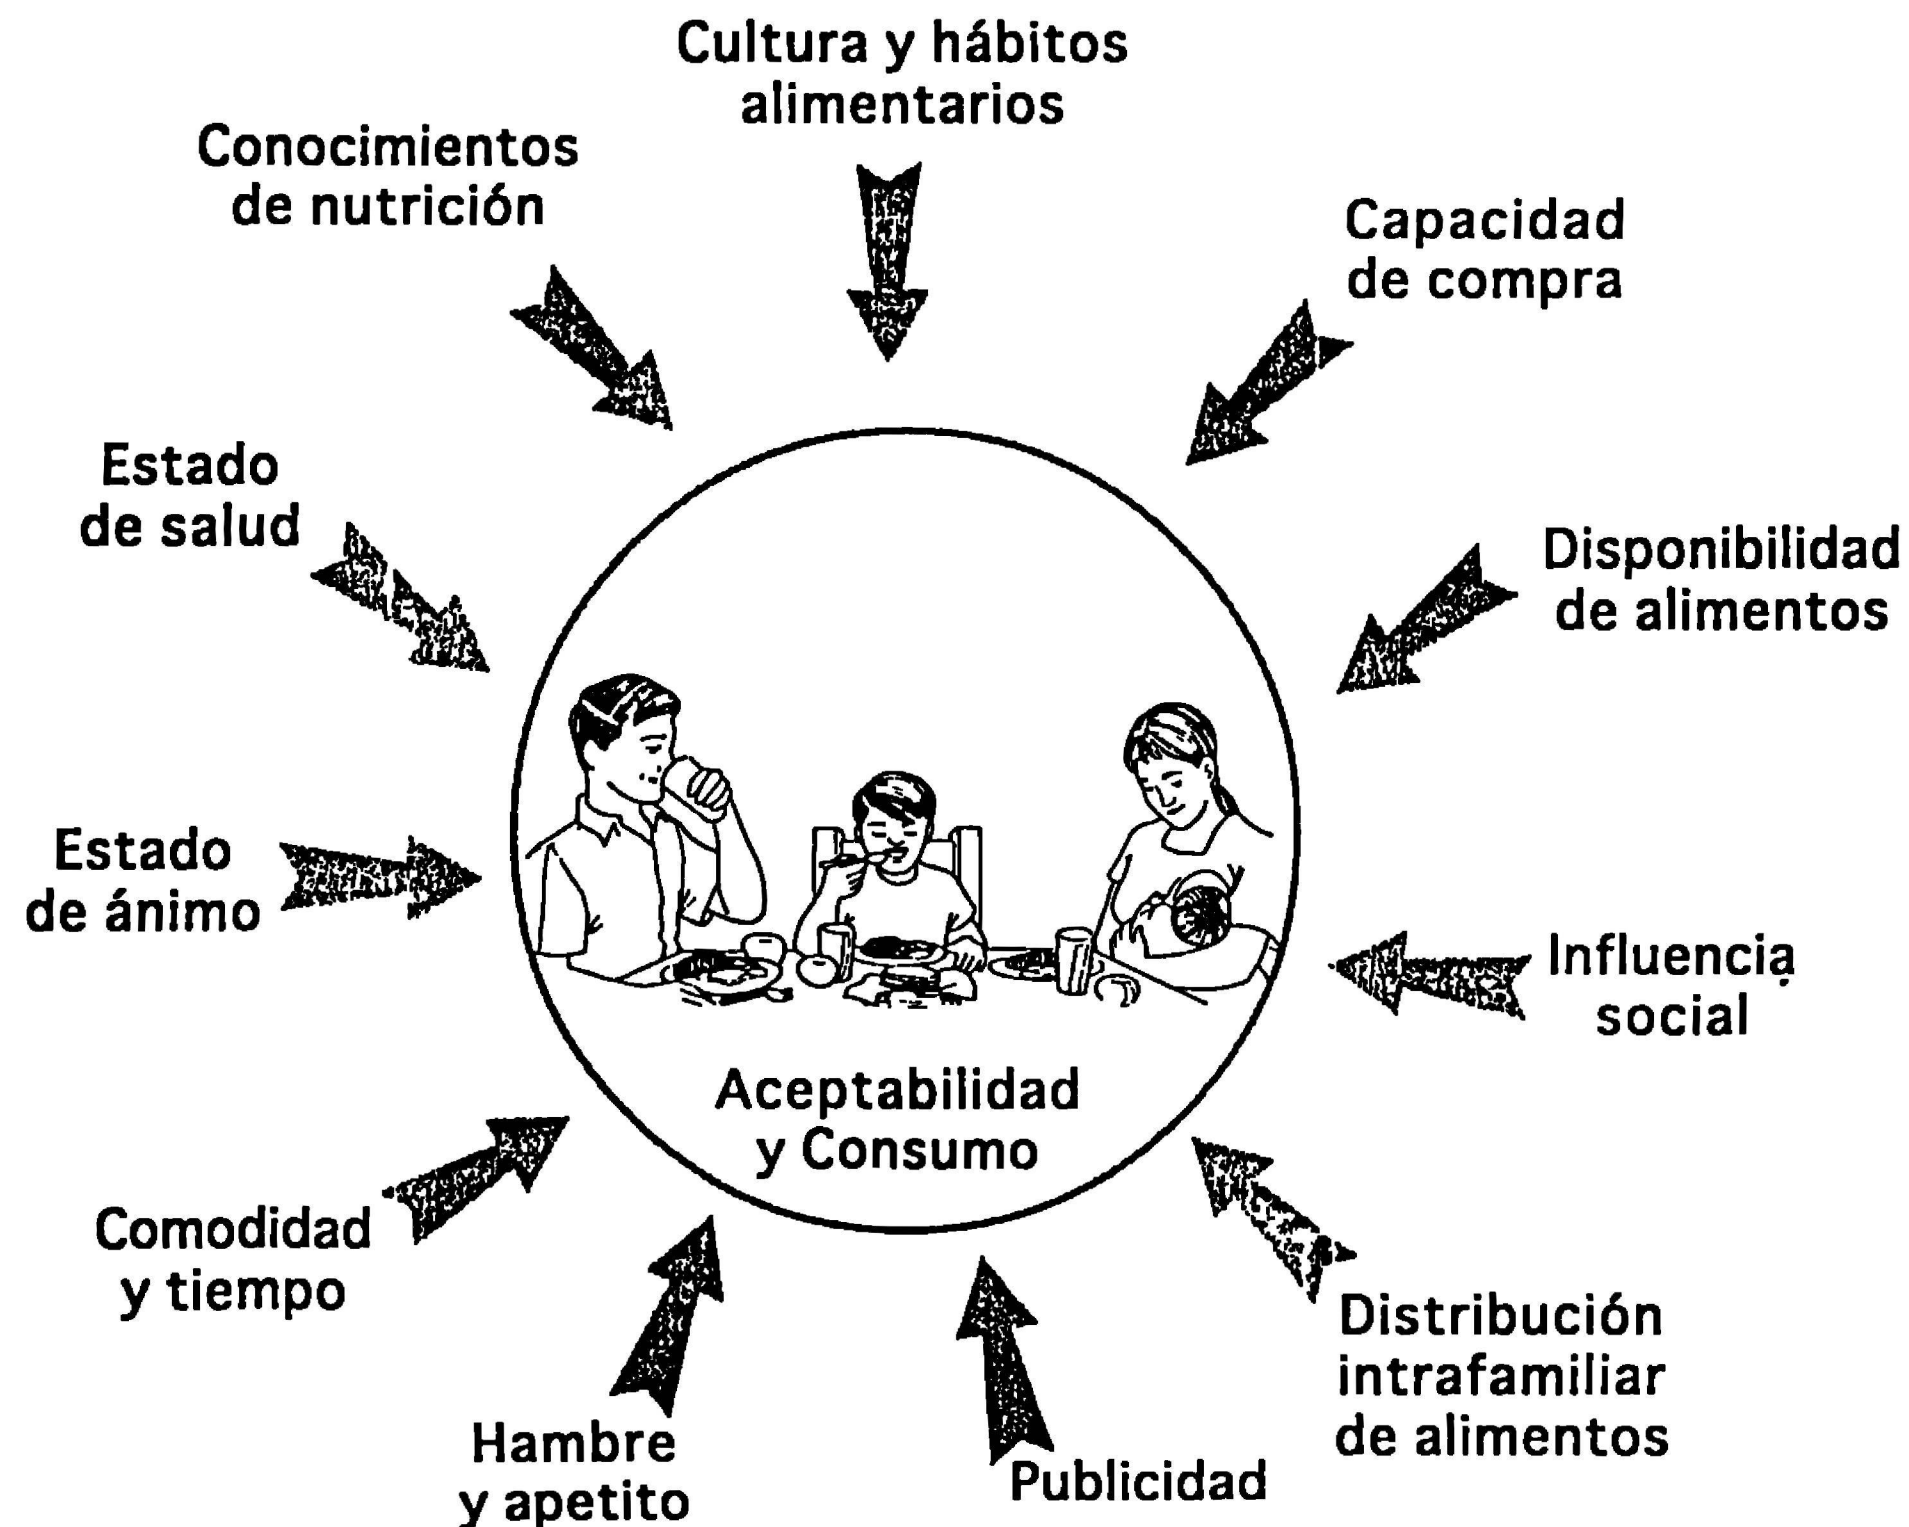 Cultura y hábitos
alimentarios
Conocimientos
de nutrición
Capacidad
de compra
Estado
de salud
Disponibilidad
de alimentos
Estado
de ánimo
Influencia
social
Aceptabilidad
y Consumo
Comodidad
y tiempo
Distribución
intrafamiliar
de alimentos
Hambre
y apetito
Publicidad